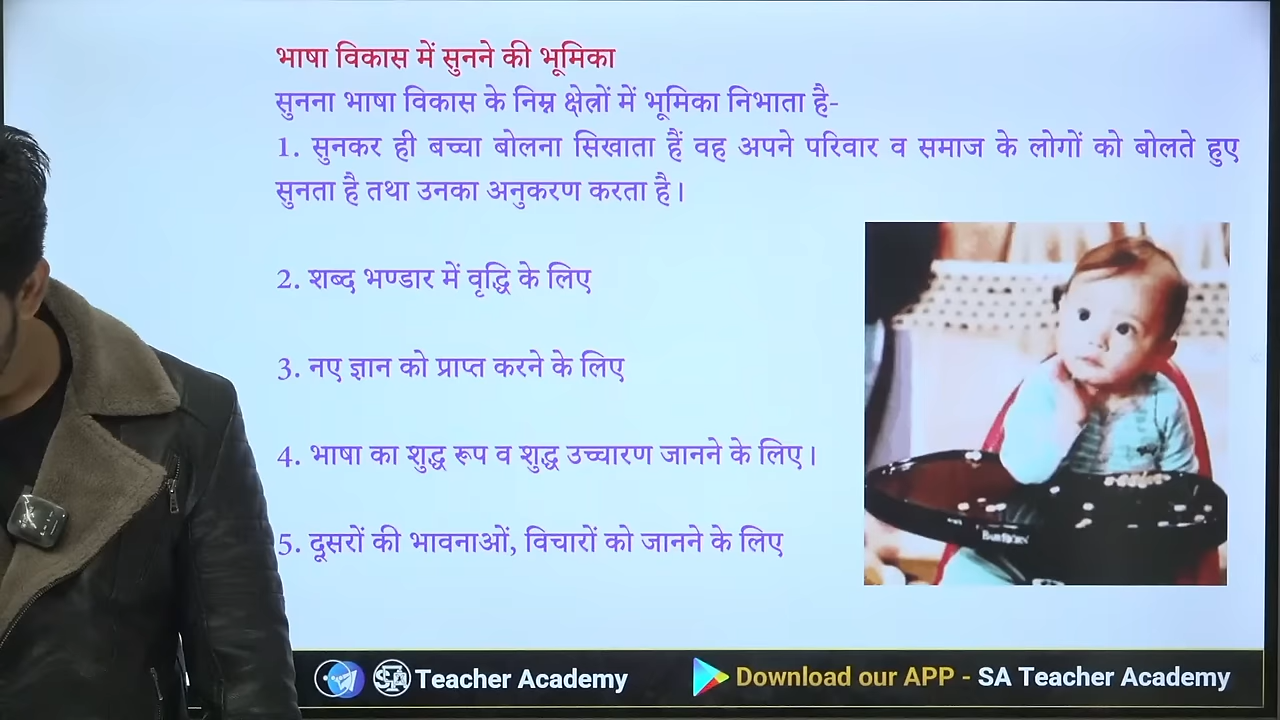 भाषा विकास में सुनने की भूमिका
सुनना भाषा विकास के निम्न क्षेत्रों में भूमिका निभाता है-
1. सुनकर ही बच्चा बोलना सिखाता हैं वह अपने परिवार व समाज के लोगों को बोलते हुए
सुनता है तथा उनका अनुकरण करता है।
2. शब्द भण्डार में वृद्धि के लिए
3. नए ज्ञान को प्राप्त करने के लिए
4. भाषा का शुद्ध रूप व शुद्ध उच्चारण जानने के लिए।
5. दूसरों की भावनाओं, विचारों को जानने के लिए
BABYBJÖRN
SA Teacher Academy
Download our APP - SA Teacher Academy